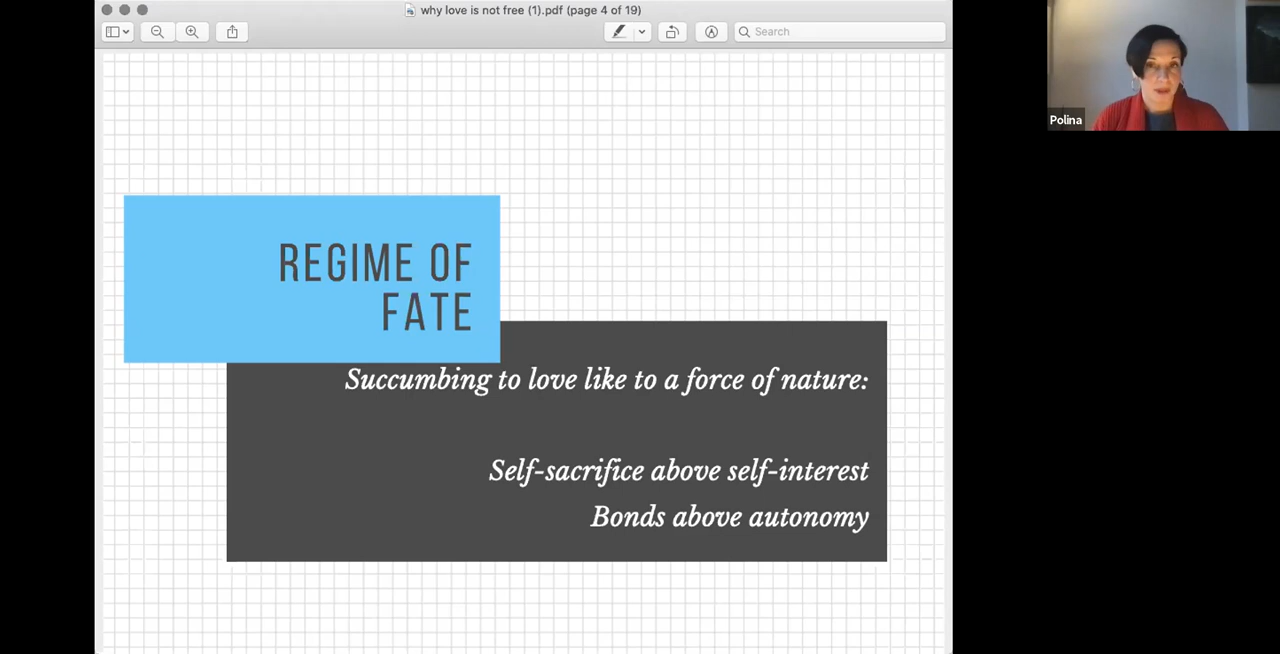 why love is not free (1).pdf (page 4 of 19)
Search
Polina
REGIME OF
FATE
Succumbing to love like to a force of nature:
Self-sacrifice above self-interest
Bonds above autonomy